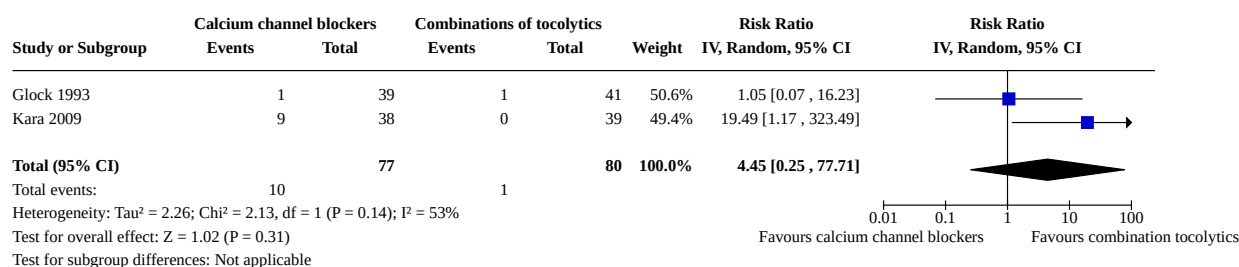 Calcium channel blockers Combinations of tocolytics Risk Ratio Risk Ratio
Study or Subgroup Events Total Events Total Weight IV, Random, 95% CI IV, Random, 95% CI
Glock 1993 1 39 1 41 50.6% 1.05 [0.07 , 16.23]
Kara 2009 9 38 0 39 49.4% 19.49 [1.17 , 323.49]
Total (95% CI) 77 80 100.0% 4.45 [0.25 , 77.71]
Total events: 10 1
Heterogeneity: Tau² = 2.26; Chi² = 2.13, df = 1 (P = 0.14); I² = 53%
0.01 0.1 1 10 100
Test for overall effect: Z = 1.02 (P = 0.31) Favours calcium channel blockers Favours combination tocolytics
Test for subgroup differences: Not applicable